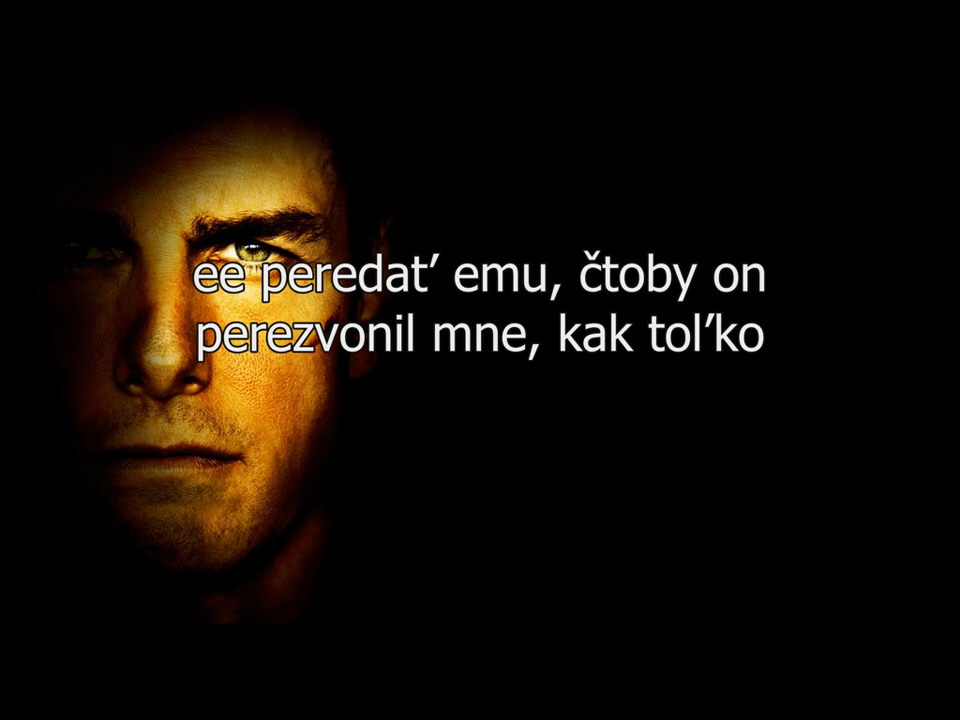 ee peredat’ emu, čtoby on
perezvonil mne, kak tol’ko